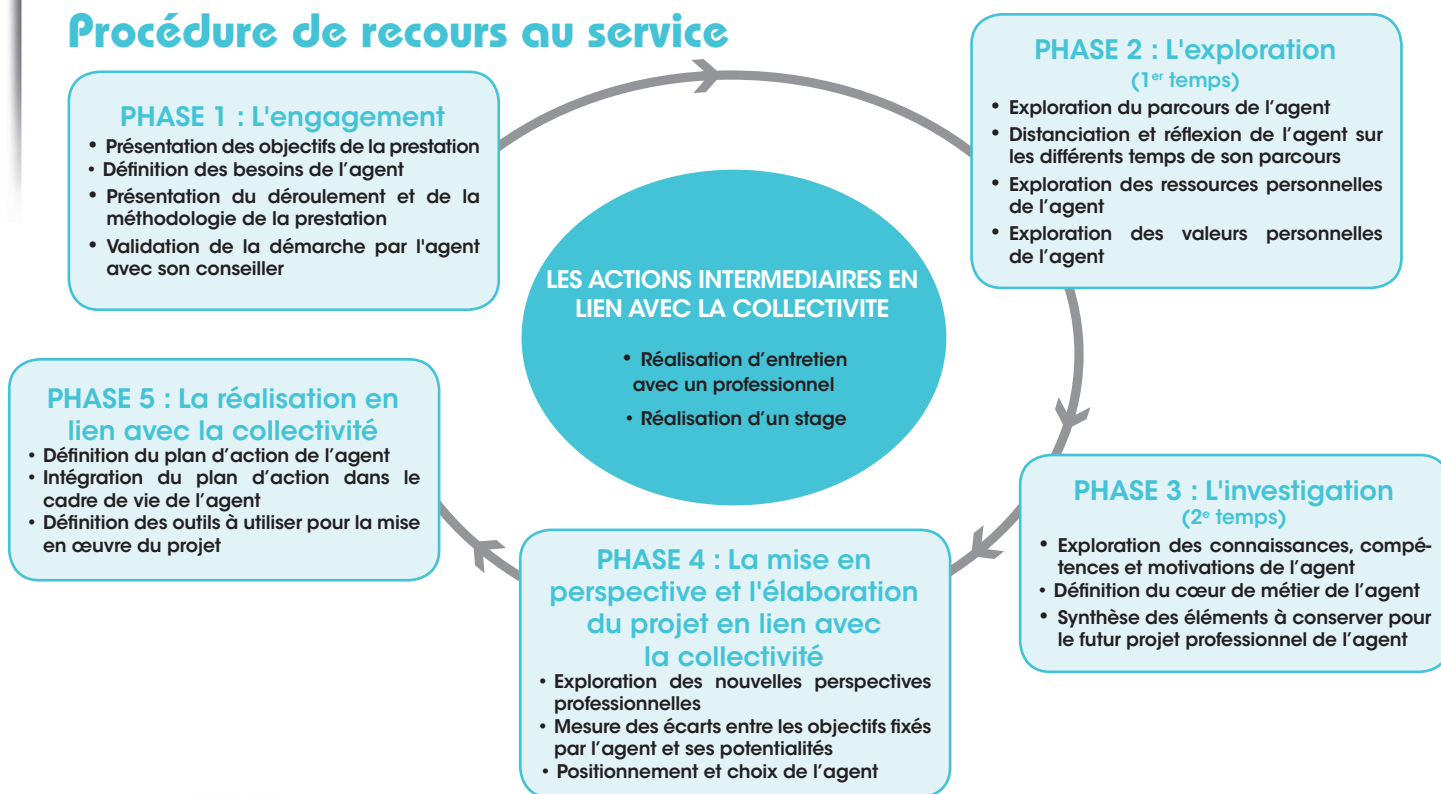 Procédure de recours au service
PHASE 1 : L'engagement
• Présentation des objectifs de la prestation
• Définition des besoins de l'agent
• Présentation du déroulement et de la
méthodologie de la prestation
• Validation de la démarche par l'agent
avec son conseiller
PHASE 2 : L'exploration
(1er temps)
• Exploration du parcours de l'agent
• Distanciation et réflexion de l'agent sur
les différents temps de son parcours
• Exploration des ressources personnelles
de l'agent
• Exploration des valeurs personnelles
de l'agent
LES ACTIONS INTERMEDIAIRES EN
LIEN AVEC LA COLLECTIVITE
• Réalisation d'entretien
avec un professionnel
• Réalisation d'un stage
PHASE 3 : L'investigation
(2e temps)
• Exploration des connaissances, compé-
tences et motivations de l'agent
• Définition du cœur de métier de l'agent
• Synthèse des éléments à conserver pour
le futur projet professionnel de l'agent
PHASE 4 : La mise en
perspective et l'élaboration
du projet en lien avec
la collectivité
• Exploration des nouvelles perspectives
professionnelles
• Mesure des écarts entre les objectifs fixés
par l'agent et ses potentialités
• Positionnement et choix de l'agent
PHASE 5 : La réalisation en
lien avec la collectivité
• Définition du plan d'action de l'agent
• Intégration du plan d'action dans le
cadre de vie de l'agent
• Définition des outils à utiliser pour la mise
en œuvre du projet